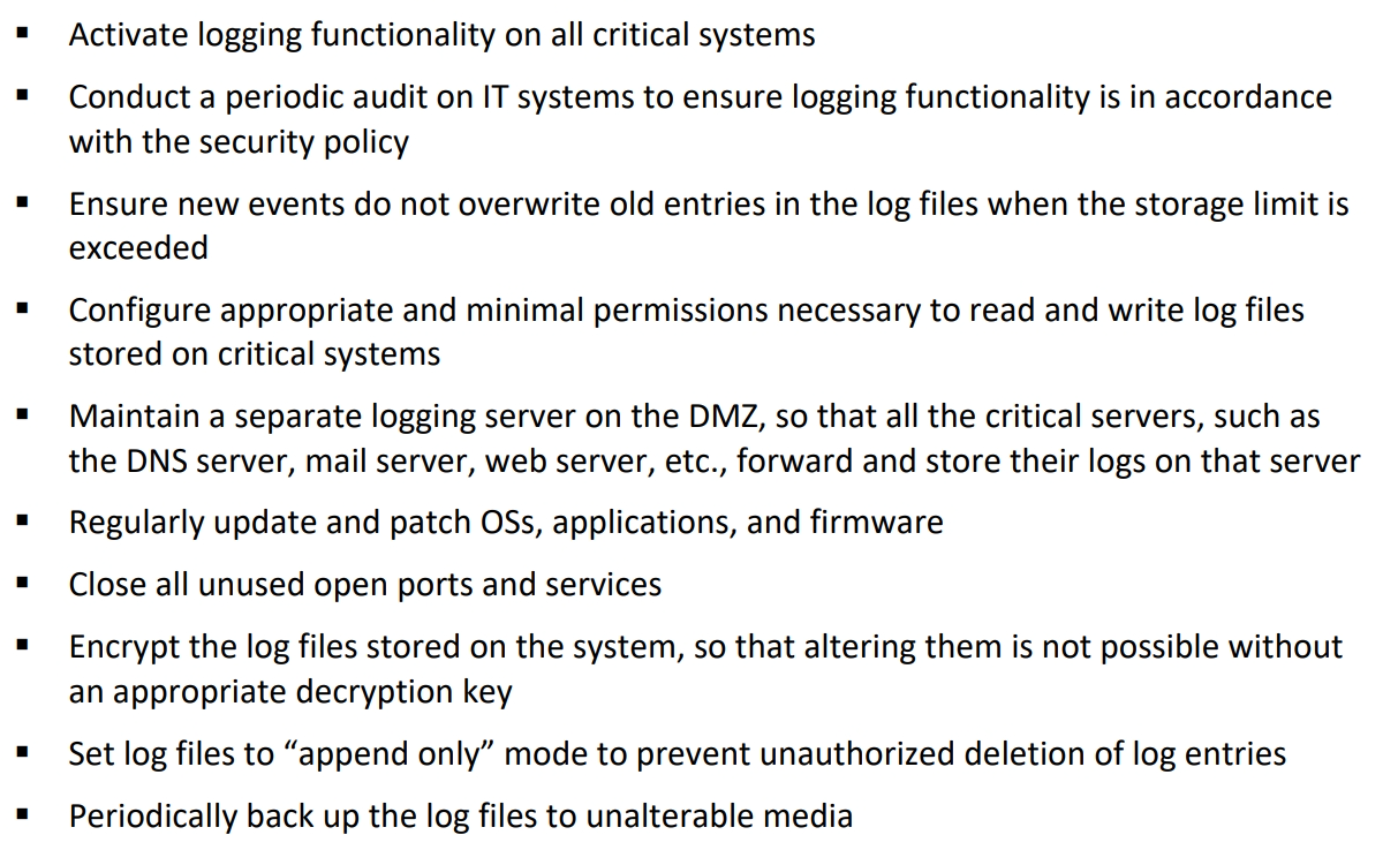 ▪ Activate logging functionality on all critical systems
▪ Conduct a periodic audit on IT systems to ensure logging functionality is in accordance
with the security policy
▪ Ensure new events do not overwrite old entries in the log files when the storage limit is
exceeded
▪ Configure appropriate and minimal permissions necessary to read and write log files
stored on critical systems
▪ Maintain a separate logging server on the DMZ, so that all the critical servers, such as
the DNS server, mail server, web server, etc., forward and store their logs on that server
▪ Regularly update and patch OSs, applications, and firmware
▪ Close all unused open ports and services
▪ Encrypt the log files stored on the system, so that altering them is not possible without
an appropriate decryption key
▪ Set log files to “append only” mode to prevent unauthorized deletion of log entries
▪ Periodically back up the log files to unalterable media